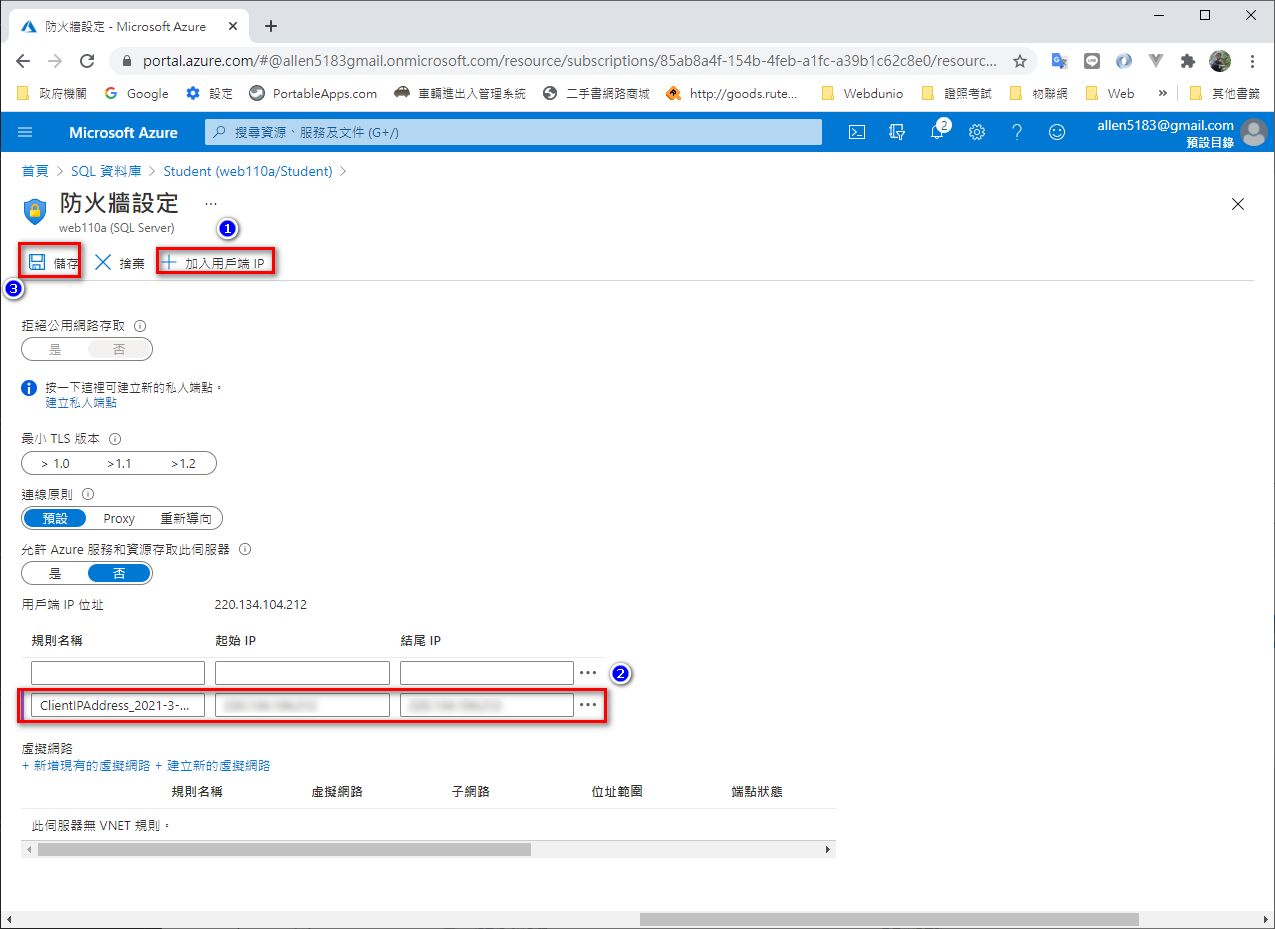 防火牆設定 - Microsoft Azure
portal.azure.com/#@allen5183gmail.onmicrosoft.com/resource/subscriptions/85ab8a4f-154b-4feb-a1fc-a39b1c62c8e0/resourc...
政府機關 Google 設定 PortableApps.com 車輛進出入管理系統 二手書網路商城 http://goods.rute... Webdunio 證照考試 物聯網 Web » 其他書籤
Microsoft Azure 搜尋資源、服務及文件 (G+/) 2 allen5183@gmail.com
預設目錄
首頁 > SQL 資料庫 > Student (web110a/Student) >
防火牆設定 ...
web110a (SQL Server)
1
儲存 捨棄 加入用戶端 IP
3
拒絕公用網路存取
是 否
按一下這裡可建立新的私人端點。
建立私人端點
最小 TLS 版本
> 1.0 >1.1 >1.2
連線原則
預設 Proxy 重新導向
允許 Azure 服務和資源存取此伺服器
是 否
用戶端 IP 位址 220.134.104.212
規則名稱 起始 IP 結尾 IP
... 2
ClientIPAddress_2021-3-... ...
虛擬網路
+ 新增現有的虛擬網路 + 建立新的虛擬網路
規則名稱 虛擬網路 子網路 位址範圍 端點狀態
此伺服器無 VNET 規則。